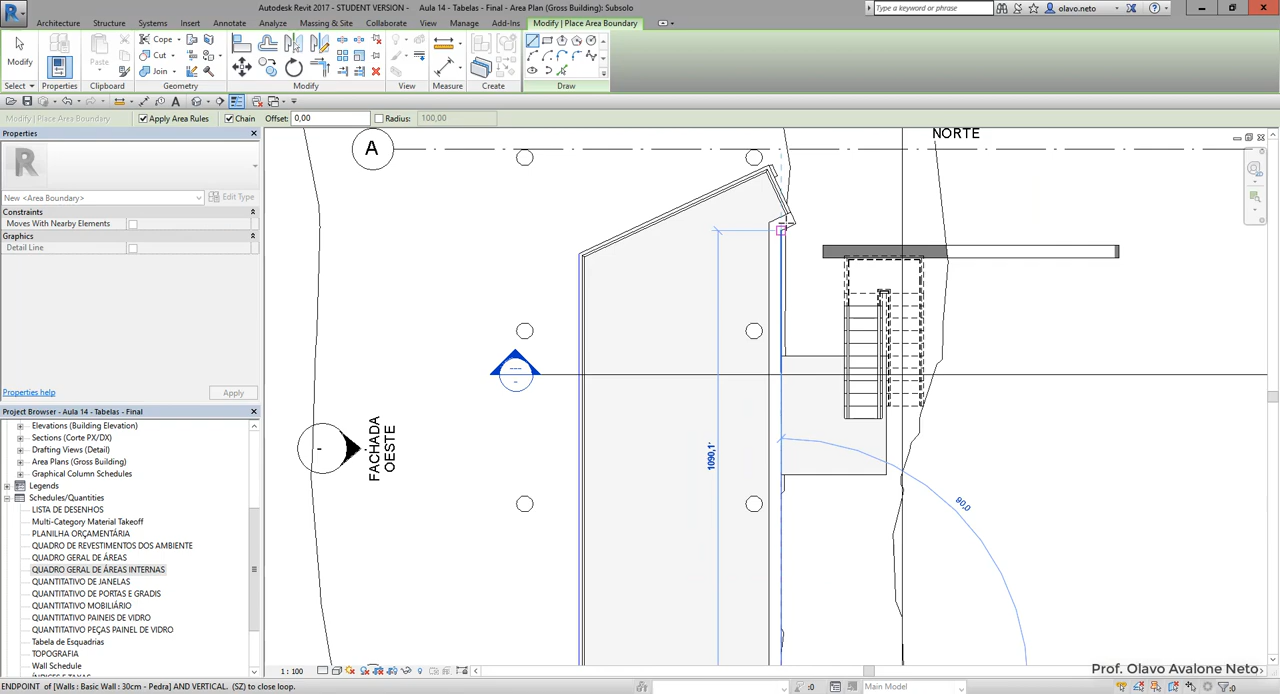 Autodesk Revit 2017 - STUDENT VERSION - Aula 14 - Tabelas - Final - Area Plan (Gross Building): Subsolo
Type a keyword or phrase
olavo.neto
Architecture Structure Systems Insert Annotate Analyze Massing & Site Collaborate View Manage Add-Ins Modify | Place Area Boundary
Modify
Paste
Cope
Cut
Join
Select Properties Clipboard Geometry Modify View Measure Create Draw
Modify | Place Area Boundary
Apply Area Rules
Chain
Offset: 0,00
Radius: 100,00
Properties
New <Area Boundary>
Edit Type
Constraints
Moves With Nearby Elements
Graphics
Detail Line
Properties help
Apply
Project Browser - Aula 14 - Tabelas - Final
Elevations (Building Elevation)
Sections (Corte PX/DX)
Drafting Views (Detail)
Area Plans (Gross Building)
Graphical Column Schedules
Legends
Schedules/Quantities
LISTA DE DESENHOS
Multi-Category Material Takeoff
PLANILHA ORÇAMENTÁRIA
QUADRO DE REVESTIMENTOS DOS AMBIENTE
QUADRO GERAL DE ÁREAS
QUADRO GERAL DE ÁREAS INTERNAS
QUANTITATIVO DE JANELAS
QUANTITATIVO DE PORTAS E GRADIS
QUANTITATIVO MOBILIÁRIO
QUANTITATIVO PAINEIS DE VIDRO
QUANTITATIVO PEÇAS PAINEL DE VIDRO
Tabela de Esquadrias
TOPOGRAFIA
Wall Schedule
A
NORTE
FACHADA
OESTE
1090,1
90,0
1 : 100
Prof. Olavo Avalone Neto
ENDPOINT of [Walls : Basic Wall : 30cm - Pedra] AND VERTICAL. (SZ) to close loop.
:0
Main Model
:0